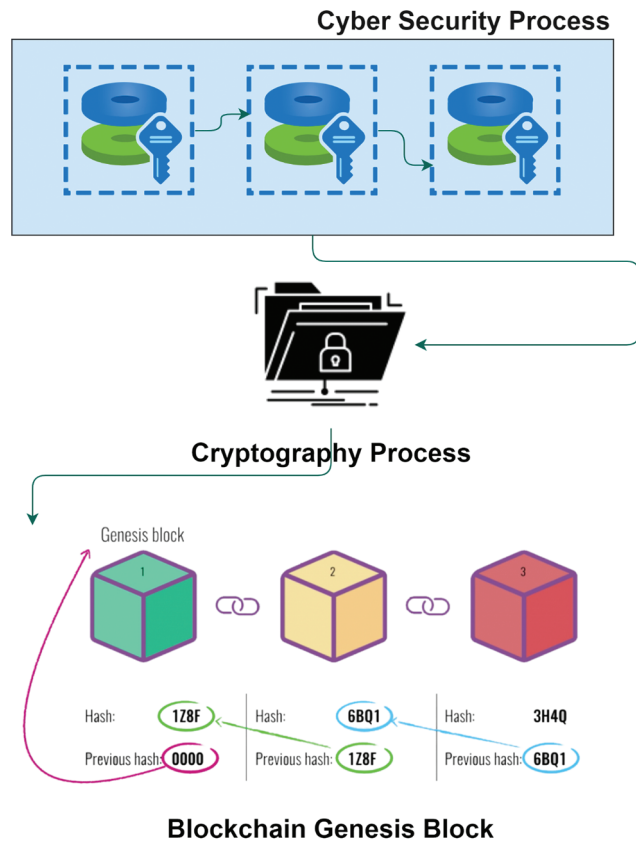 Cyber Security Process
Cryptography Process
Genesis block
1
2
3
Hash: 1Z8F
Hash: 6BQ1
Hash: 3H4Q
Previous hash: 0000
Previous hash: 1Z8F
Previous hash: 6BQ1
Blockchain Genesis Block